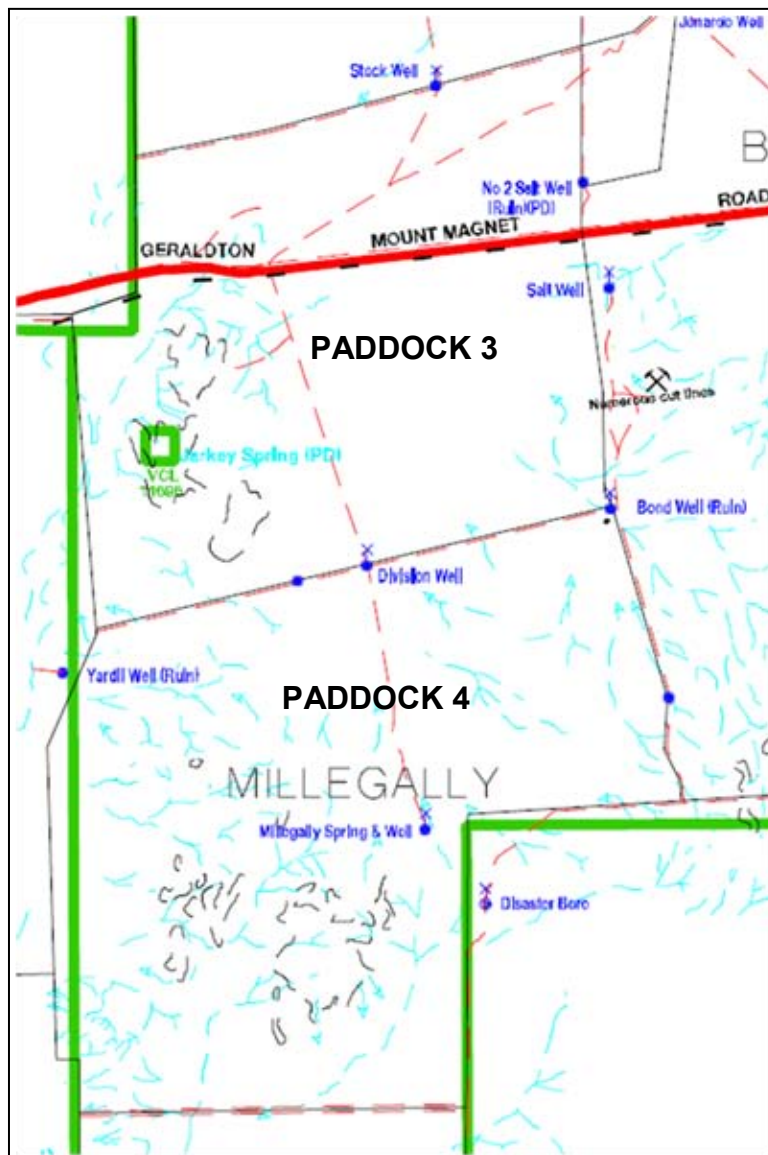 Jomardo Well
Stock Well
B
No 2 Salt Well
(Ruin)(PD)
ROAD
MOUNT MAGNET
GERALDTON
Salt Well
PADDOCK 3
Numerous cut lines
Jerkey Spring (PD)
VCL
Bond Well (Ruin)
Division Well
Yardil Well (Ruin)
PADDOCK 4
MILLEGALLY
Millegally Spring & Well
Disaster Bore